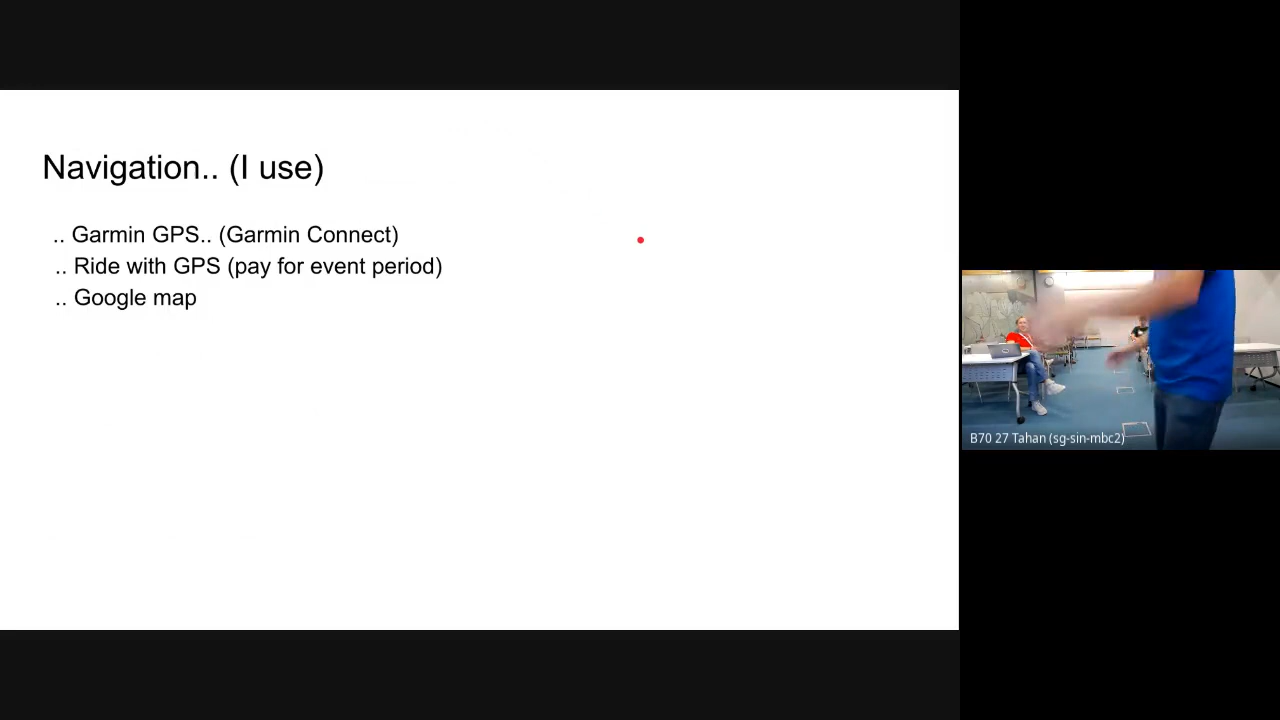 Navigation.. (I use)
.. Garmin GPS.. (Garmin Connect)
.. Ride with GPS (pay for event period)
.. Google map
B70 27 Tahan (sg-sin-mbc2)